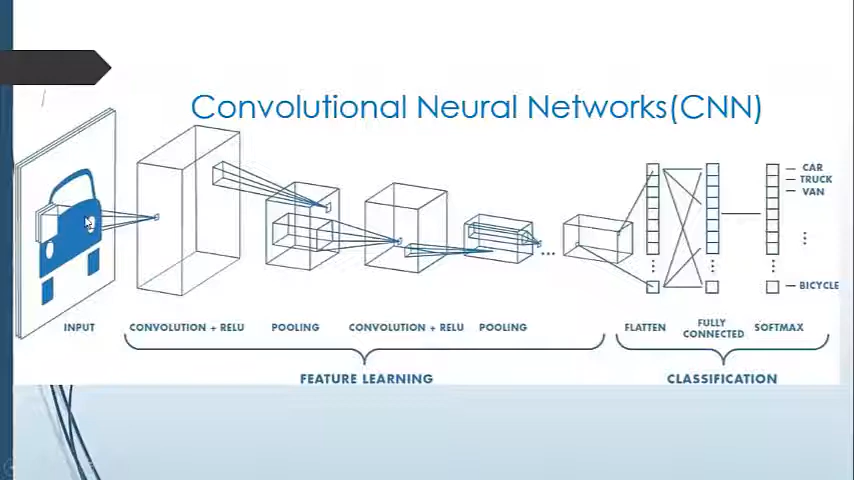 Convolutional Neural Networks(CNN)
CAR
TRUCK
VAN
BICYCLE
INPUT
CONVOLUTION + RELU
POOLING
CONVOLUTION + RELU
POOLING
FLATTEN
FULLY
CONNECTED
SOFTMAX
FEATURE LEARNING
CLASSIFICATION